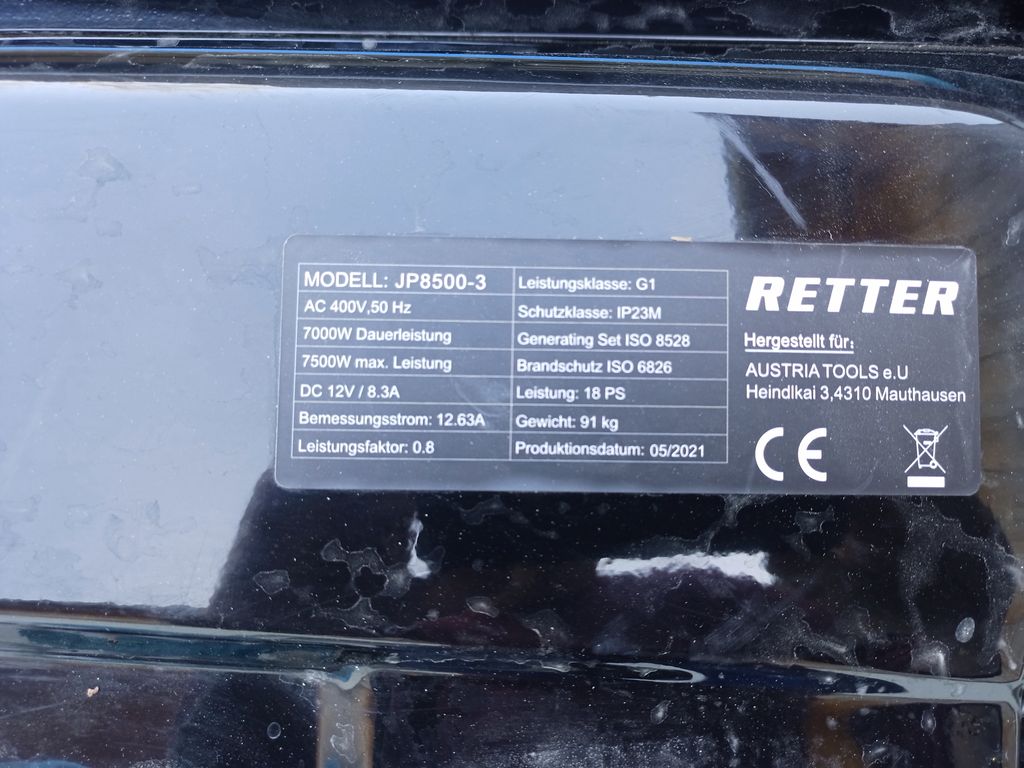 MODELL: JP8500-3
AC 400V,50 Hz
7000W Dauerleistung
7500W max. Leistung
DC 12V / 8.3A
Bemessungsstrom: 12.63A
Leistungsfaktor: 0.8
Leistungsklasse: G1
Schutzklasse: IP23M
Generating Set ISO 8528
Brandschutz ISO 6826
Leistung: 18 PS
Gewicht: 91 kg
Produktionsdatum: 05/2021
RETTER
Hergestellt für:
AUSTRIA TOOLS e.U
Heindlkai 3,4310 Mauthausen
CE